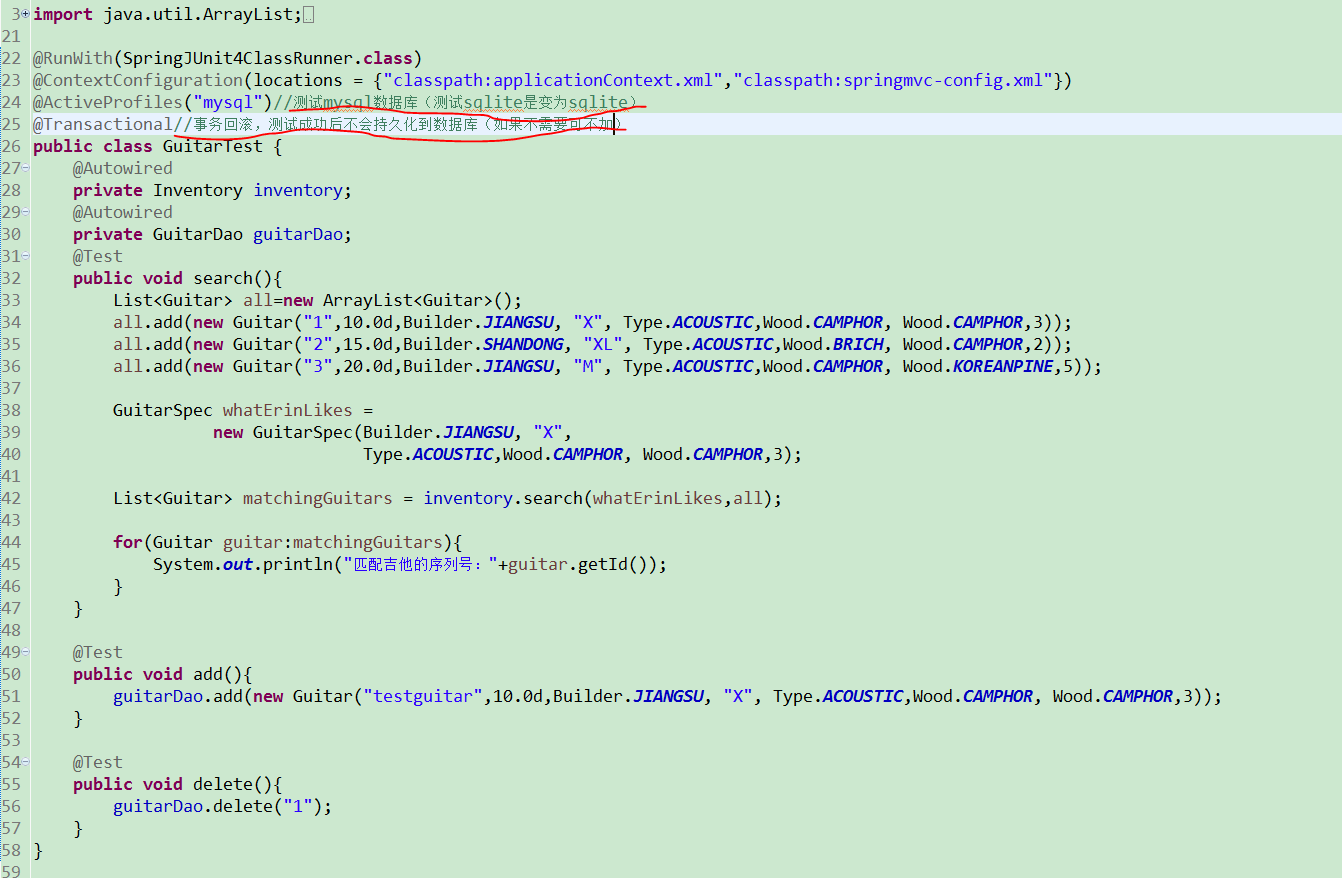 3 import java.util.ArrayList;
21
22 @RunWith(SpringJUnit4ClassRunner.class)
23 @ContextConfiguration(locations = {"classpath:applicationContext.xml","classpath:springmvc-config.xml"})
24 @ActiveProfiles("mysql")//测试mysql数据库（测试sqlite是变为sqlite）
25 @Transactional//事务回滚，测试成功后不会持久化到数据库（如果不需要可不加）
26 public class GuitarTest {
27     @Autowired
28     private Inventory inventory;
29     @Autowired
30     private GuitarDao guitarDao;
31     @Test
32     public void search(){
33         List<Guitar> all=new ArrayList<Guitar>();
34         all.add(new Guitar("1",10.0d,Builder.JIANGSU, "X", Type.ACOUSTIC,Wood.CAMPHOR, Wood.CAMPHOR,3));
35         all.add(new Guitar("2",15.0d,Builder.SHANDONG, "XL", Type.ACOUSTIC,Wood.BRICH, Wood.CAMPHOR,2));
36         all.add(new Guitar("3",20.0d,Builder.JIANGSU, "M", Type.ACOUSTIC,Wood.CAMPHOR, Wood.KOREANPINE,5));
37
38         GuitarSpec whatErinLikes =
39                   new GuitarSpec(Builder.JIANGSU, "X",
40                                  Type.ACOUSTIC,Wood.CAMPHOR, Wood.CAMPHOR,3);
41
42         List<Guitar> matchingGuitars = inventory.search(whatErinLikes,all);
43
44         for(Guitar guitar:matchingGuitars){
45             System.out.println("匹配吉他的序列号："+guitar.getId());
46         }
47     }
48
49     @Test
50     public void add(){
51         guitarDao.add(new Guitar("testguitar",10.0d,Builder.JIANGSU, "X", Type.ACOUSTIC,Wood.CAMPHOR, Wood.CAMPHOR,3));
52     }
53
54     @Test
55     public void delete(){
56         guitarDao.delete("1");
57     }
58 }
59